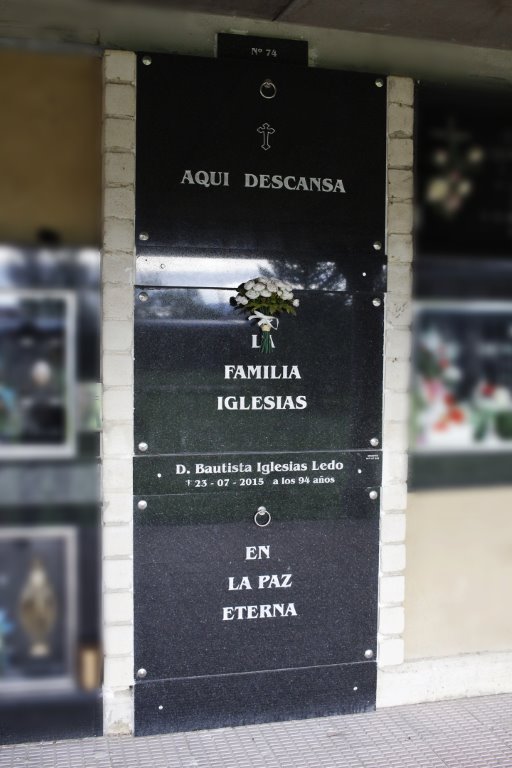 Nº 74
AQUI DESCANSA
LA
FAMILIA
IGLESIAS
D. Bautista Iglesias Ledo
† 23 - 07 - 2015 a los 94 años
EN
LA PAZ
ETERNA